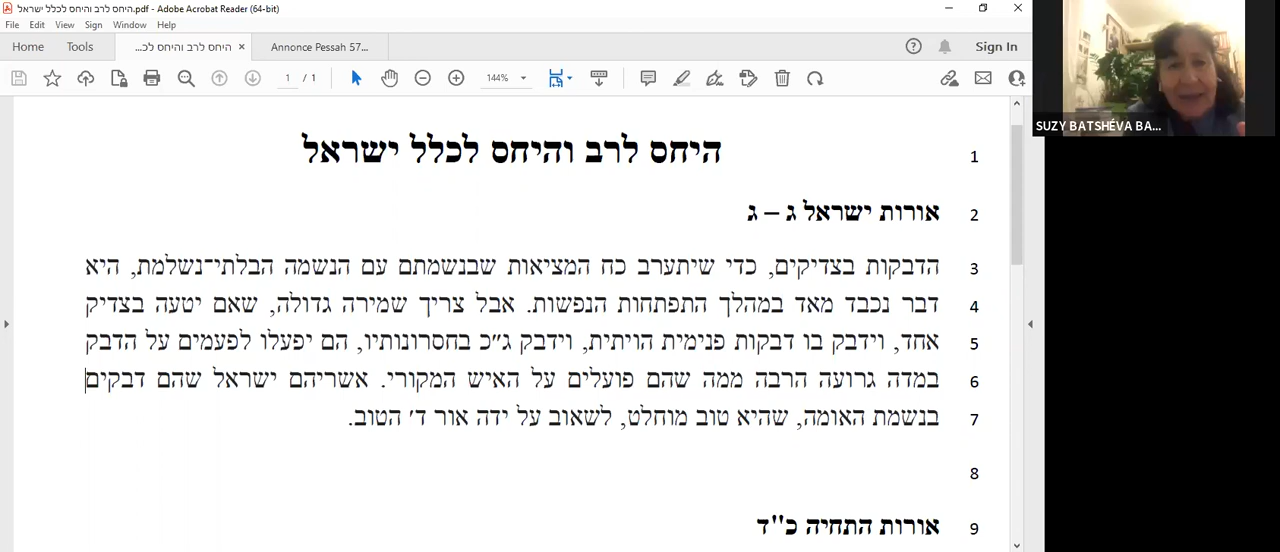 היחס לרב והיחס לכלל ישראל.pdf - Adobe Acrobat Reader (64-bit)
File Edit View Sign Window Help
Home Tools היחס לרב והיחס לכ... × Annonce Pessah 57... Sign In
1 / 1 144%
SUZY BATSHÉVA BA...
היחס לרב והיחס לכלל ישראל 1
אורות ישראל ג – ג 2
הדבקות בצדיקים, כדי שיתערב כח המציאות שבנשמתם עם הנשמה הבלתי־נשלמת, היא 3
דבר נכבד מאד במהלך התפתחות הנפשות. אבל צריך שמירה גדולה, שאם יטעה בצדיק 4
אחד, וידבק בו דבקות פנימית הויתית, וידבק ג״כ בחסרונותיו, הם יפעלו לפעמים על הדבק 5
במדה גרועה הרבה ממה שהם פועלים על האיש המקורי. אשריהם ישראל שהם דבקים 6
בנשמת האומה, שהיא טוב מוחלט, לשאוב על ידה אור ד׳ הטוב. 7
8
אורות התחיה כ"ד 9